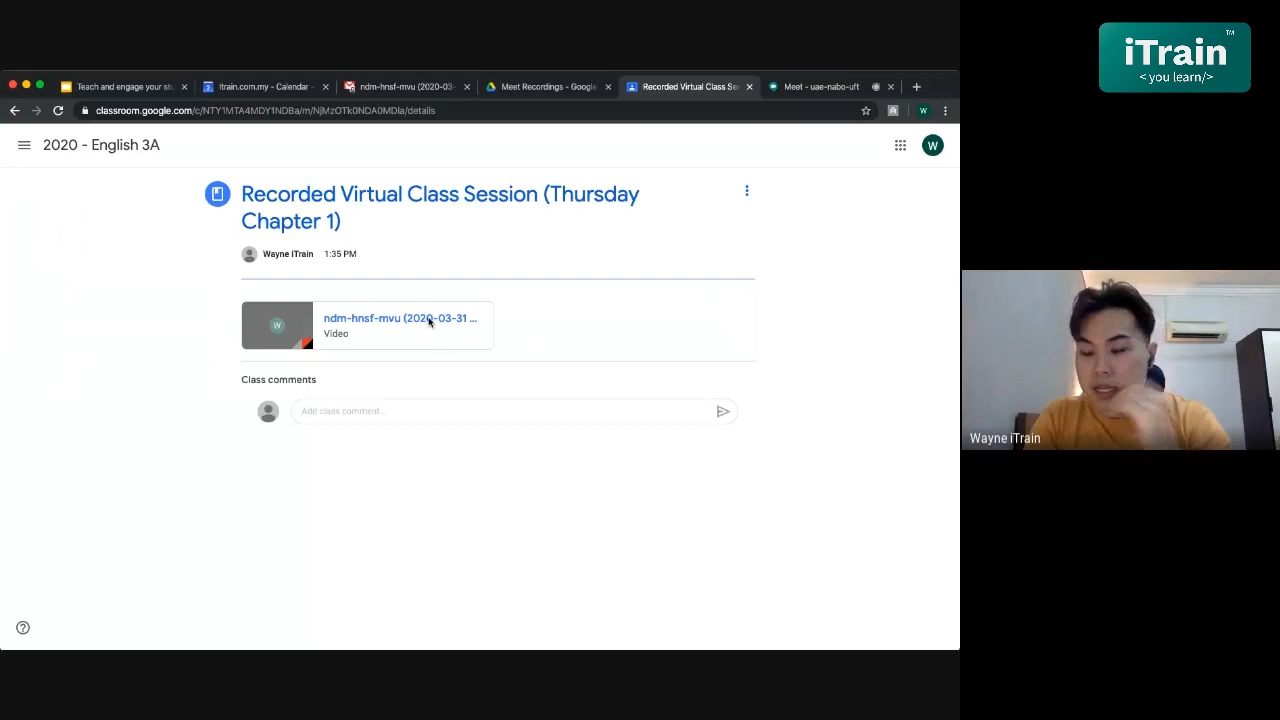 iTrain™
< you learn/>
Teach and engage your stu
itrain.com.my - Calendar -
ndm-hnsf-mvu (2020-03-
Meet Recordings - Google
Recorded Virtual Class Ses
Meet - uae-nabo-uft
classroom.google.com/c/NTY1MTA4MDY1NDBa/m/NjMzOTk0NDA0MDla/details
W
2020 - English 3A
W
Recorded Virtual Class Session (Thursday
Chapter 1)
Wayne iTrain 1:35 PM
W
ndm-hnsf-mvu (2020-03-31 ...
Video
Class comments
Add class comment...
Wayne iTrain